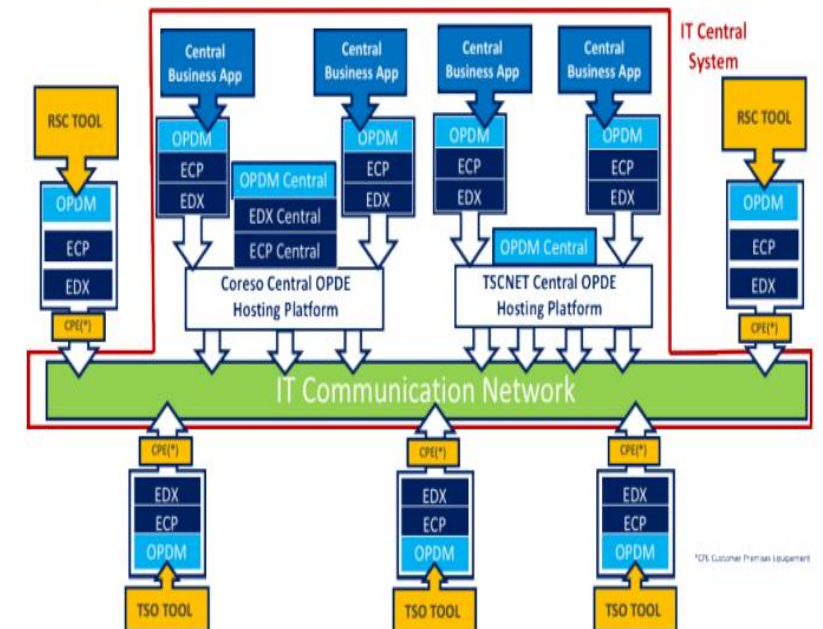 IT Central
System
Central
Business App
Central
Business App
Central
Business App
Central
Business App
RSC TOOL
RSC TOOL
OPDM
ECP
EDX
OPDM
ECP
EDX
OPDM
ECP
EDX
OPDM
ECP
EDX
OPDM Central
EDX Central
ECP Central
OPDM Central
OPDM
ECP
EDX
OPDM
ECP
EDX
Coreso Central OPDE
Hosting Platform
TSCNET Central OPDE
Hosting Platform
CPE(*)
CPE(*)
IT Communication Network
CPE(*)
CPE(*)
CPE(*)
EDX
ECP
OPDM
EDX
ECP
OPDM
EDX
ECP
OPDM
*CPE Customer Premises
TSO TOOL
TSO TOOL
TSO TOOL